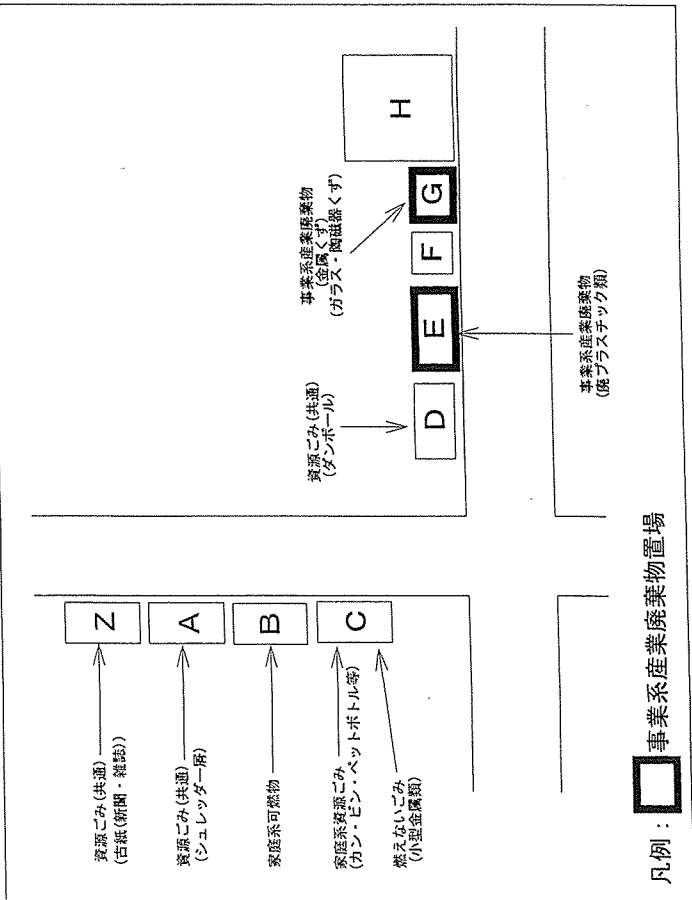 資源ごみ(共通)
(古紙(新聞・雑誌))
Z
資源ごみ(共通)
(シュレッダー屑)
A
家庭系可燃物
B
家庭系資源ごみ
(カン・ビン・ペットボトル等)
燃えないごみ
(小型金属類)
C
資源ごみ(共通)
(ダンボール)
D
E
事業系産業廃棄物
(廃プラスチック類)
F
事業系産業廃棄物
(金属くず)
(ガラス・陶磁器くず)
G
H
凡例:
事業系産業廃棄物置場